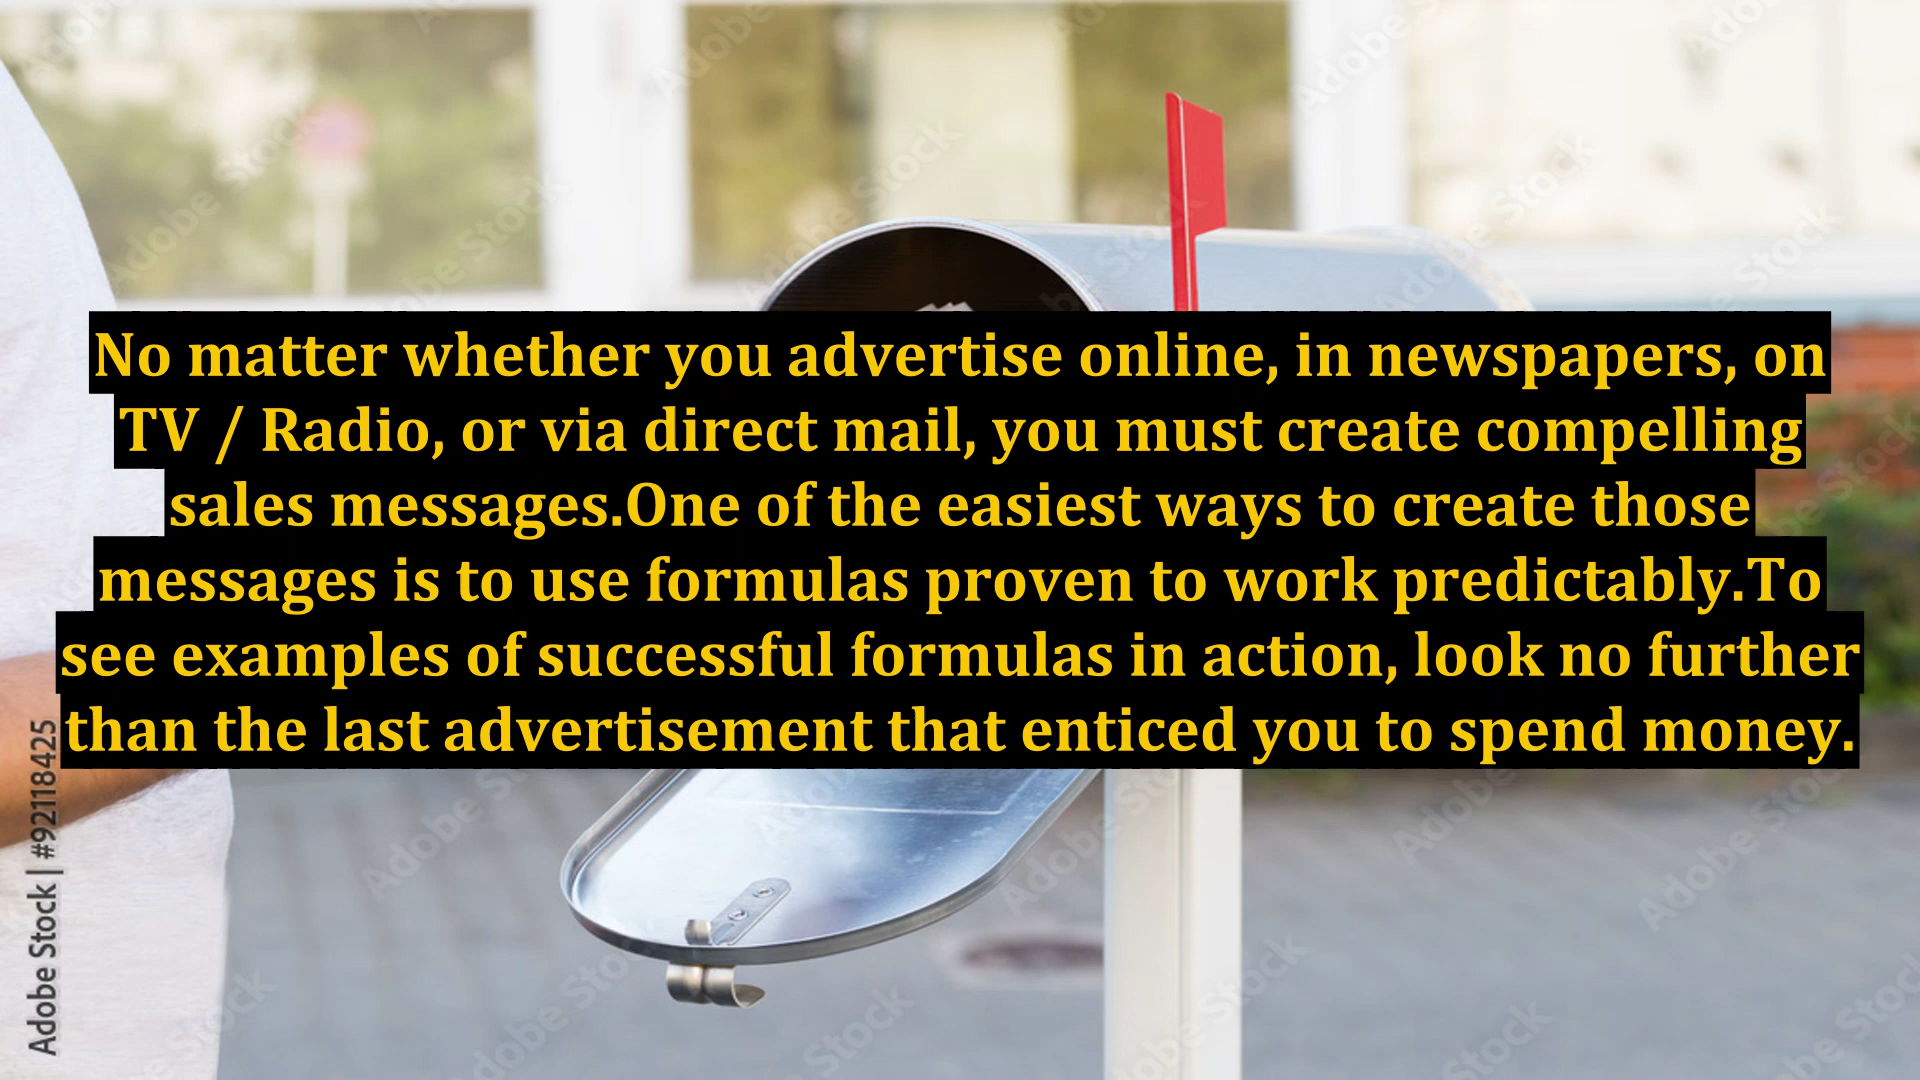 No matter whether you advertise online, in newspapers, on
TV / Radio, or via direct mail, you must create compelling
sales messages.One of the easiest ways to create those
messages is to use formulas proven to work predictably.To
see examples of successful formulas in action, look no further
than the last advertisement that enticed you to spend money.
Adobe Stock | #92118425